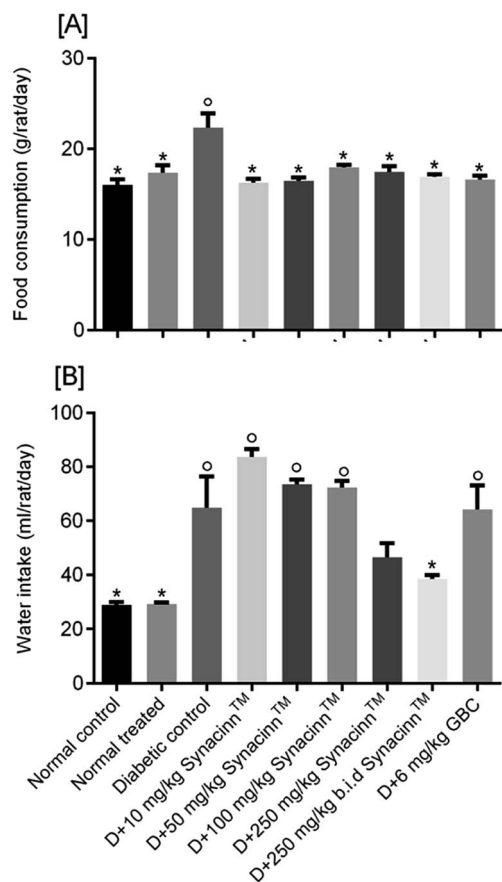 [A]
Food consumption (g/rat/day)
30
20
10
0
*
*
°
*
*
*
*
*
*
[B]
Water intake (ml/rat/day)
100
80
60
40
20
0
*
*
°
°
°
°
*
°
Normal control
Normal treated
Diabetic control
D+10 mg/kg Synacinn™
D+50 mg/kg Synacinn™
D+100 mg/kg Synacinn™
D+250 mg/kg Synacinn™
D+250 mg/kg b.i.d Synacinn™
D+6 mg/kg GBC